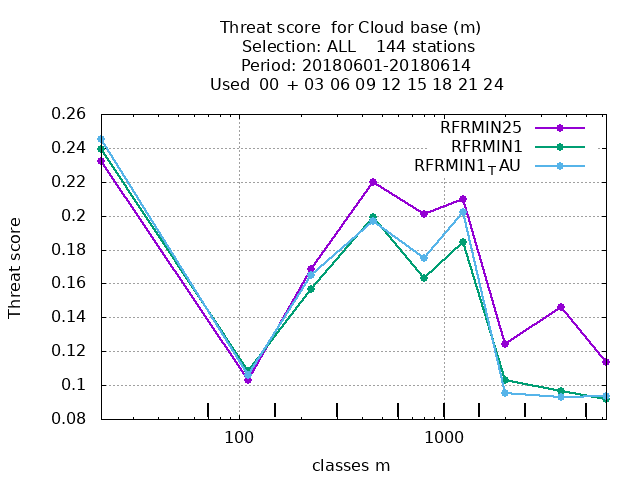 Threat score  for Cloud base (m)
Selection: ALL    144 stations
Period: 20180601-20180614
Used  00 + 03 06 09 12 15 18 21 24
RFRMIN25
RFRMIN1
RFRMIN1TAU
Threat score
0.26
0.24
0.22
0.2
0.18
0.16
0.14
0.12
0.1
0.08
100
1000
classes m